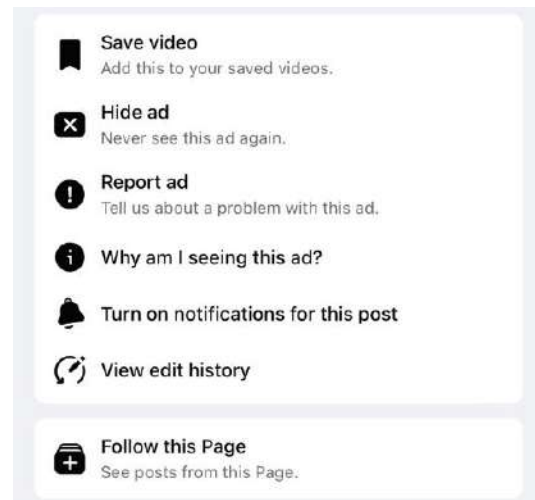 Save video
Add this to your saved videos.
Hide ad
Never see this ad again.
Report ad
Tell us about a problem with this ad.
Why am I seeing this ad?
Turn on notifications for this post
View edit history
Follow this Page
See posts from this Page.